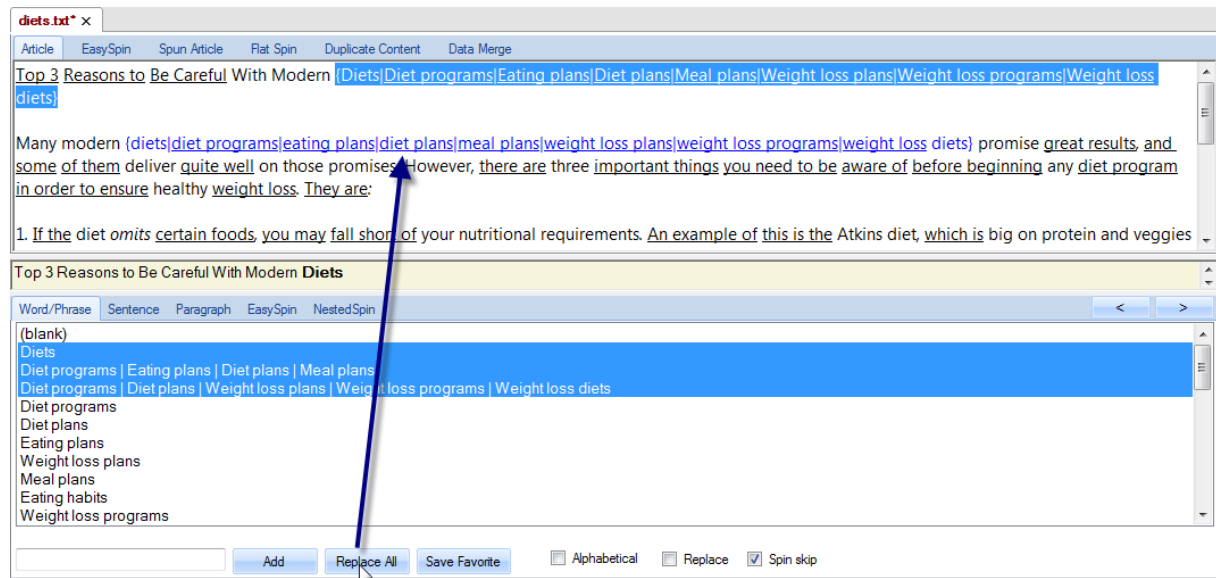 diets.txt* ×
Article EasySpin Spun Article Flat Spin Duplicate Content Data Merge
Top 3 Reasons to Be Careful With Modern {Diets|Diet programs|Eating plans|Diet plans|Meal plans|Weight loss plans|Weight loss programs|Weight loss
diets}
Many modern {diets|diet programs|eating plans|diet plans|meal plans|weight loss plans|weight loss programs|weight loss diets} promise great results, and
some of them deliver quite well on those promises. However, there are three important things you need to be aware of before beginning any diet program
in order to ensure healthy weight loss. They are:
1. If the diet omits certain foods, you may fall short of your nutritional requirements. An example of this is the Atkins diet, which is big on protein and veggies
Top 3 Reasons to Be Careful With Modern Diets
Word/Phrase Sentence Paragraph EasySpin NestedSpin < >
(blank)
Diets
Diet programs | Eating plans | Diet plans | Meal plans
Diet programs | Diet plans | Weight loss plans | Weight loss programs | Weight loss diets
Diet programs
Diet plans
Eating plans
Weight loss plans
Meal plans
Eating habits
Weight loss programs
Add Replace All Save Favorite Alphabetical Replace Spin skip